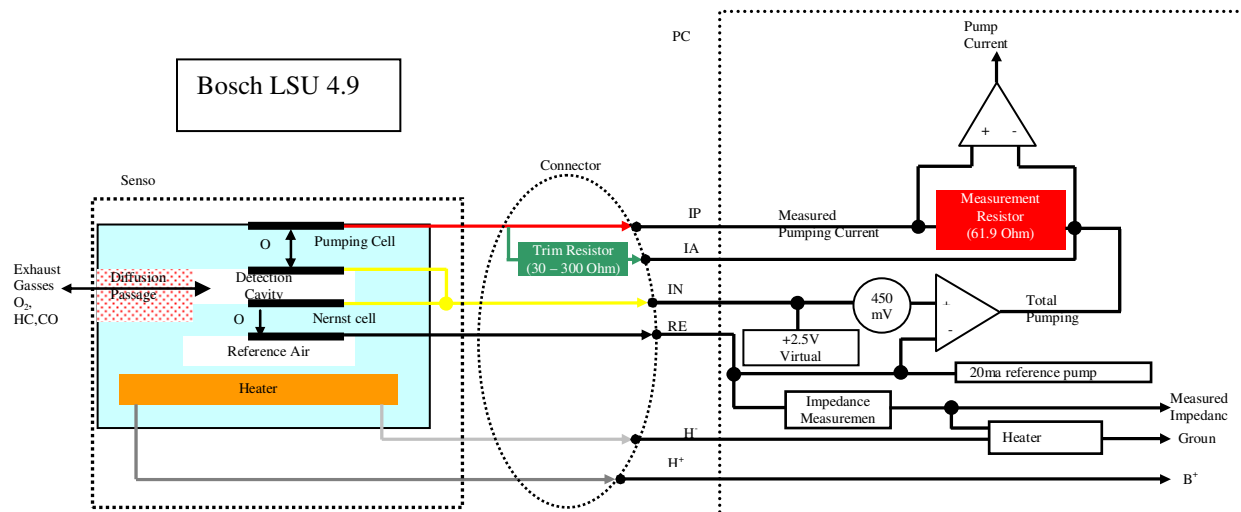 Bosch LSU 4.9
PC
Pump
Current
+ -
Connector
Senso
IP
Measured
Pumping Current
Measurement
Resistor
(61.9 Ohm)
O
Pumping Cell
IA
Trim Resistor
(30 – 300 Ohm)
Exhaust
Gasses
O2,
HC,CO
Diffusion
Passage
Detection
Cavity
IN
450
mV
+
-
Total
Pumping
O
Nernst cell
RE
+2.5V
Virtual
Reference Air
20ma reference pump
Heater
Impedance
Measuremen
Measured
Impedanc
H-
Heater
Groun
H+
B+